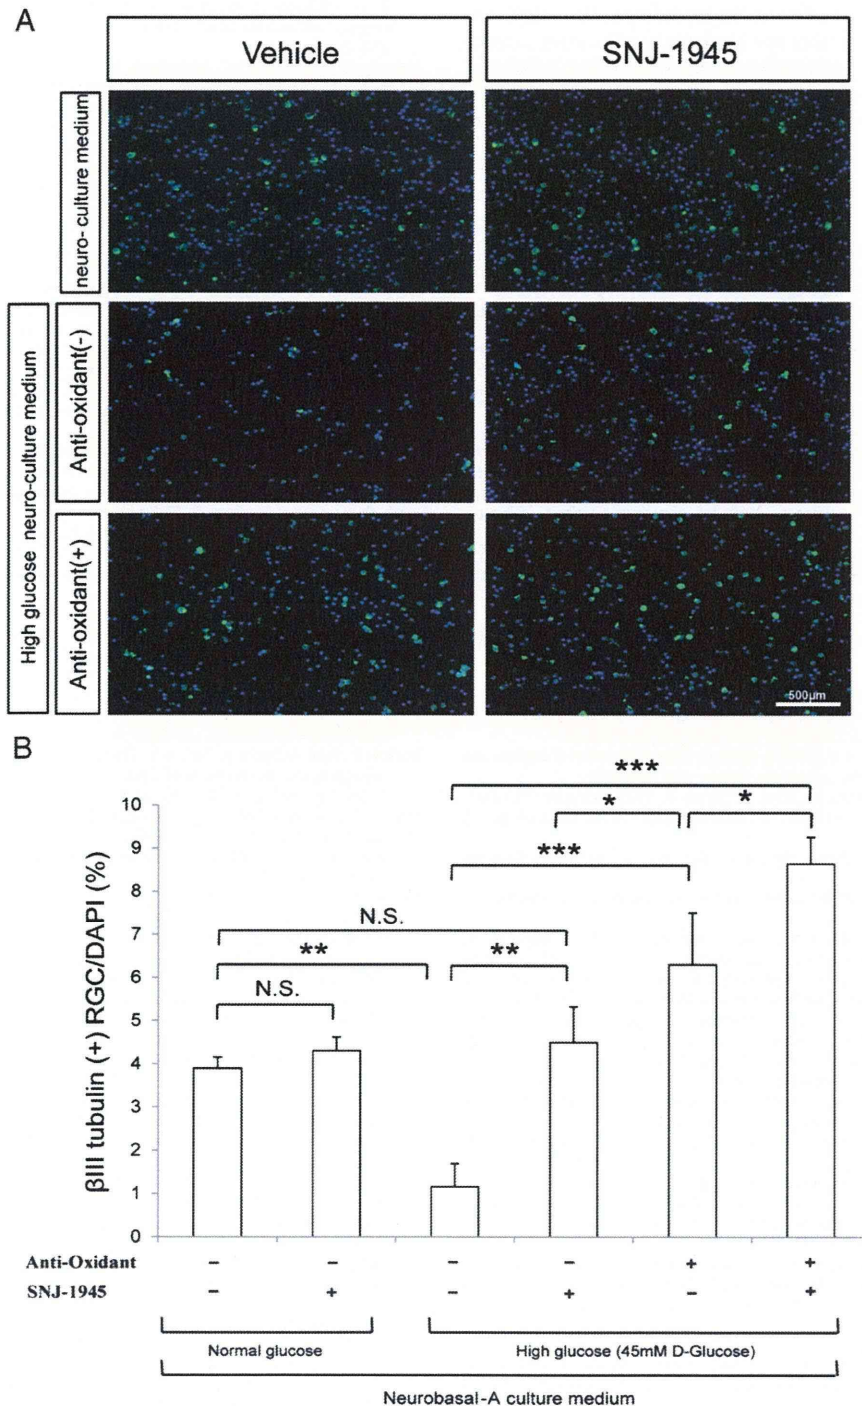 A
Vehicle
SNJ-1945
neuro- culture medium
High glucose neuro-culture medium
Anti-oxidant(-)
Anti-oxidant(+)
500μm
B
βIII tubulin (+) RGC/DAPI (%)
10
9
8
7
6
5
4
3
2
1
0
***
* *
***
N.S.
** **
N.S.
Anti-Oxidant - - - - + +
SNJ-1945 - + - + - +
Normal glucose
High glucose (45mM D-Glucose)
Neurobasal-A culture medium